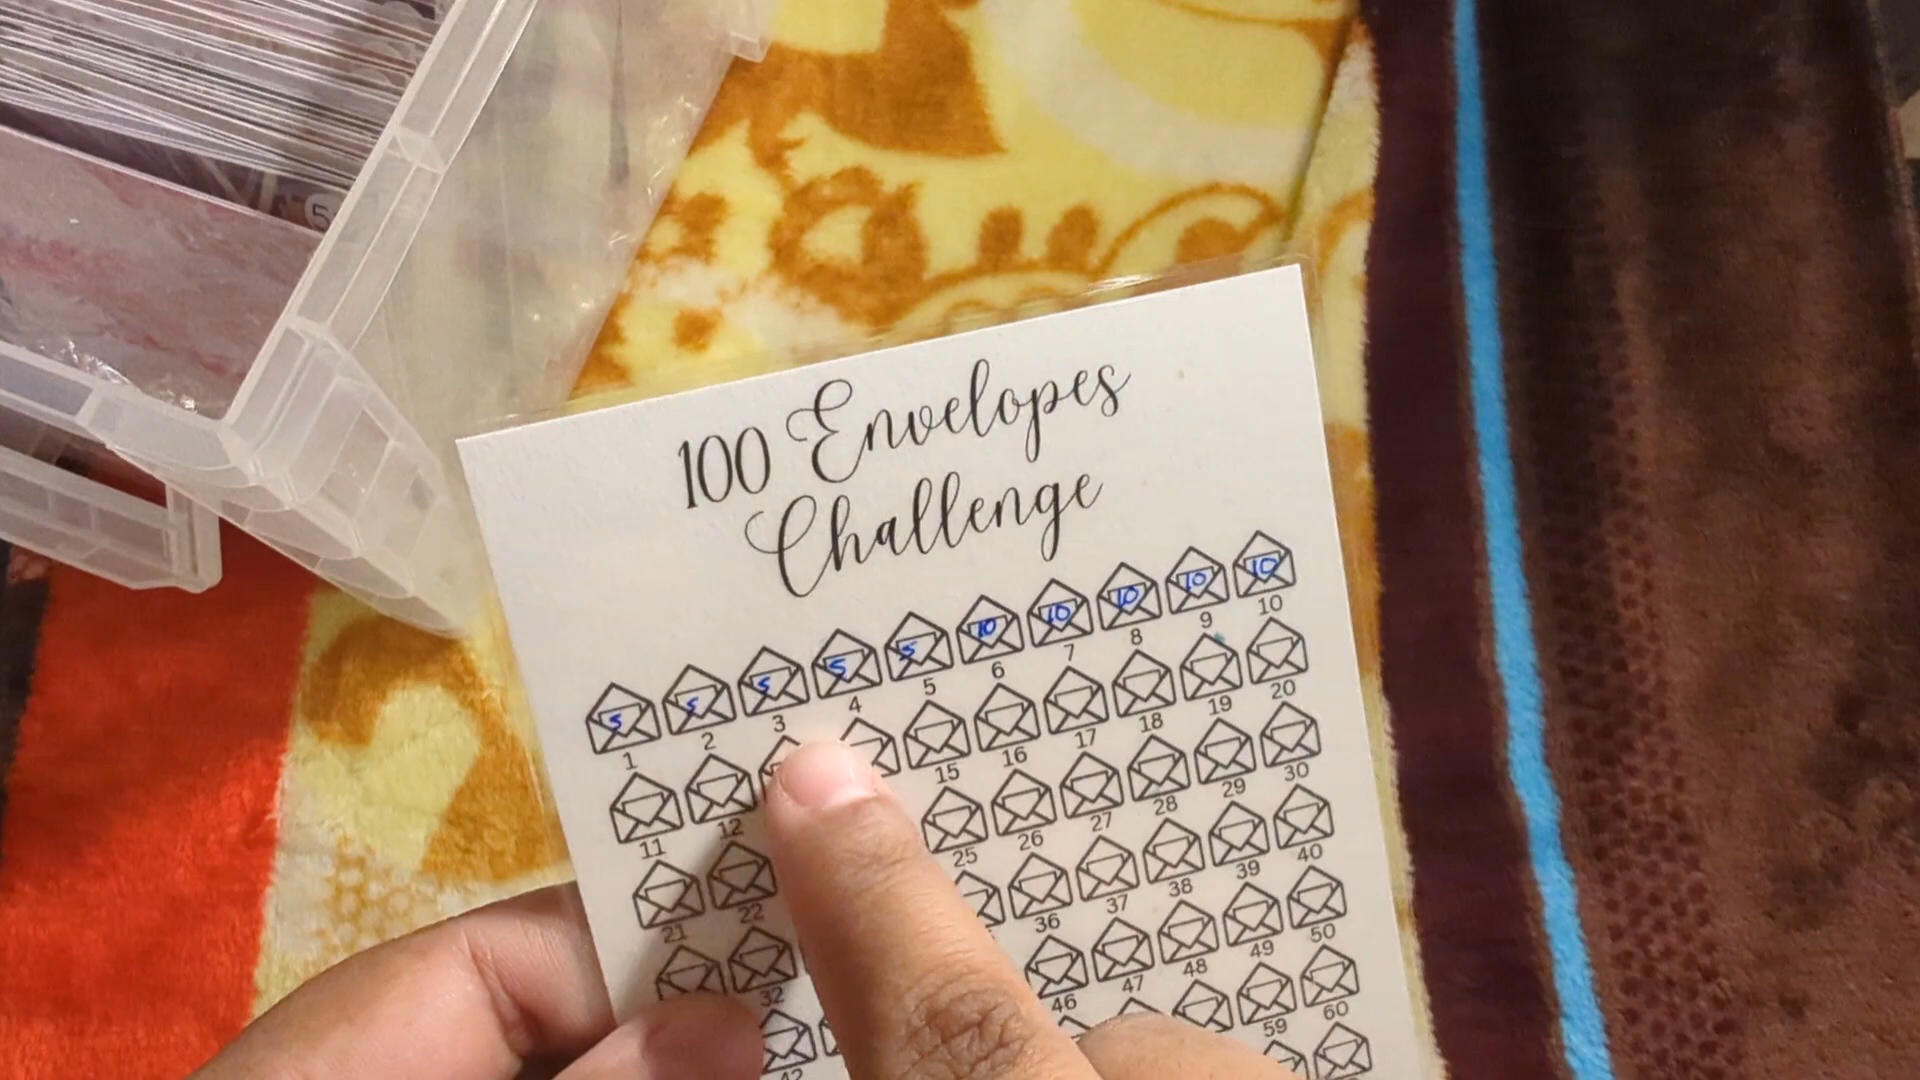 100 Envelopes
Challenge
5 5 5 5 5 10 10 10 10 10
1 2 3 4 5 6 7 8 9 10
11 12 15 16 17 18 19 20
21 22 25 26 27 28 29 30
32 36 37 38 39 40
42 46 47 48 49 50
59 60
5